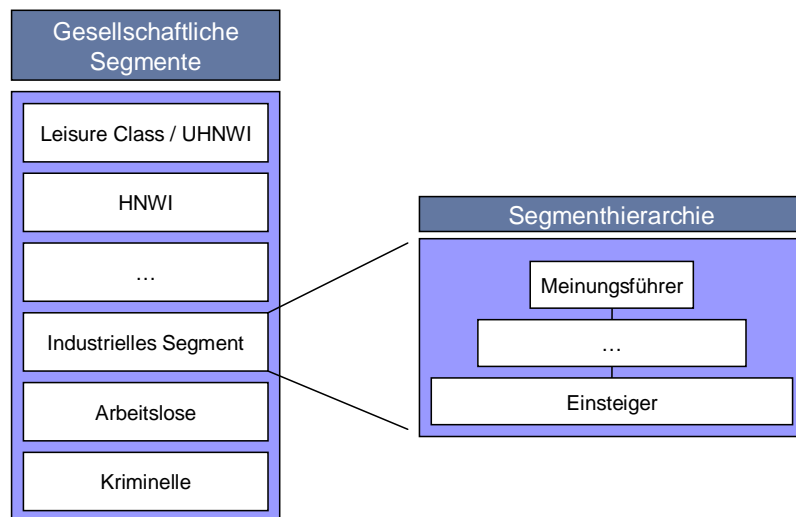 Gesellschaftliche
Segmente
Leisure Class / UHNWI
HNWI
...
Industrielles Segment
Arbeitslose
Kriminelle
Segmenthierarchie
Meinungsführer
...
Einsteiger